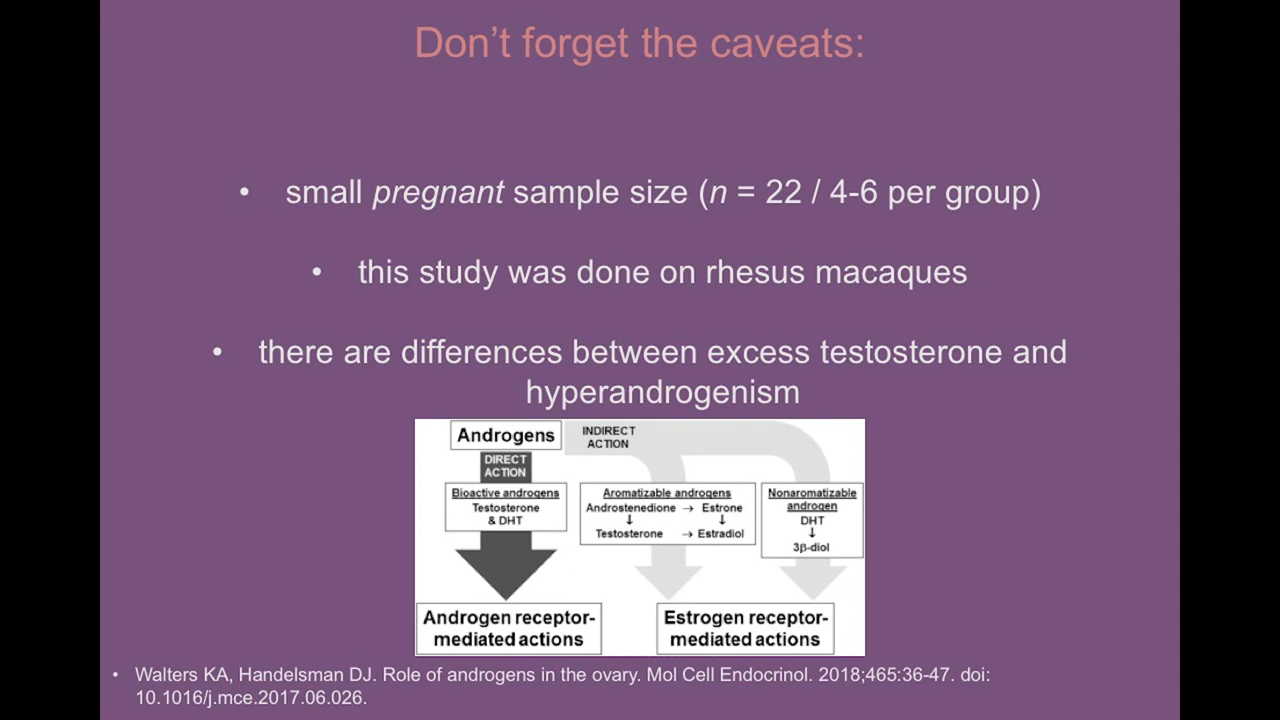 Don’t forget the caveats:
• small pregnant sample size (n = 22 / 4-6 per group)
• this study was done on rhesus macaques
• there are differences between excess testosterone and
hyperandrogenism
Androgens
INDIRECT
ACTION
DIRECT
ACTION
Bioactive androgens
Testosterone
& DHT
Aromatizable androgens
Androstenedione → Estrone
↓ ↓
Testosterone → Estradiol
Nonaromatizable
androgen
DHT
↓
3β-diol
Androgen receptor-
mediated actions
Estrogen receptor-
mediated actions
• Walters KA, Handelsman DJ. Role of androgens in the ovary. Mol Cell Endocrinol. 2018;465:36-47. doi:
10.1016/j.mce.2017.06.026.